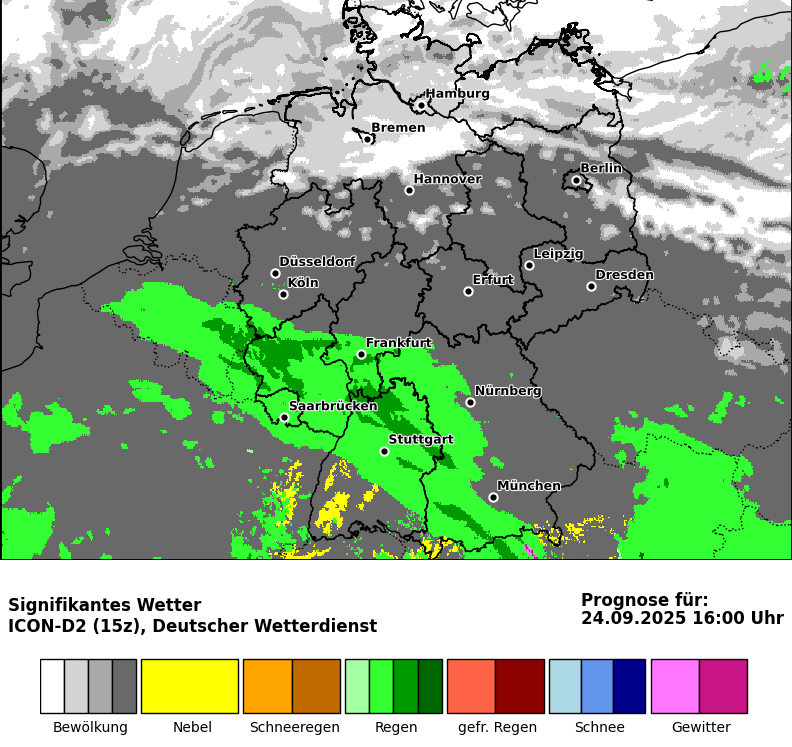 Hamburg
Bremen
Berlin
Hannover
Leipzig
Düsseldorf
Dresden
Köln
Erfurt
Frankfurt
Nürnberg
Saarbrücken
Stuttgart
München
Signifikantes Wetter
ICON-D2 (15z), Deutscher Wetterdienst
Prognose für:
24.09.2025 16:00 Uhr
Bewölkung
Nebel
Schneeregen
Regen
gefr. Regen
Schnee
Gewitter